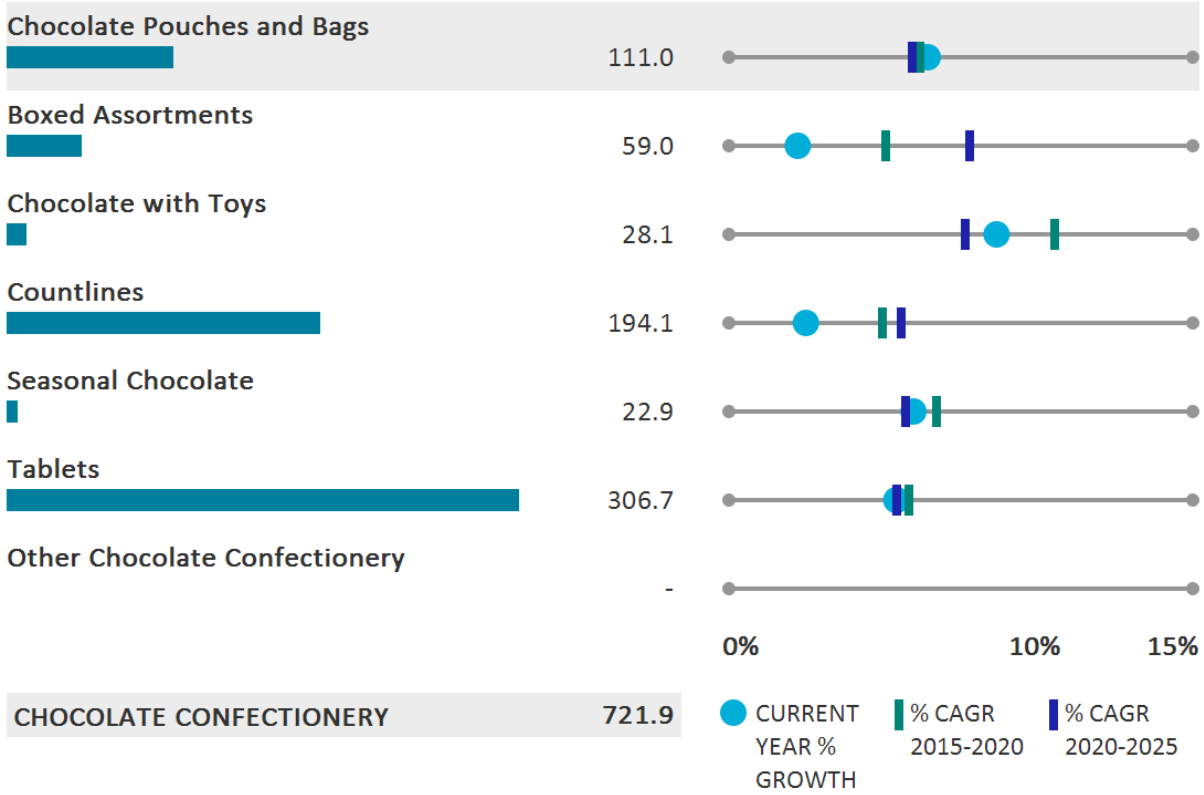 Chocolate Pouches and Bags
111.0
Boxed Assortments
59.0
Chocolate with Toys
28.1
Countlines
194.1
Seasonal Chocolate
22.9
Tablets
306.7
Other Chocolate Confectionery
-
0% 10% 15%
CHOCOLATE CONFECTIONERY 721.9
CURRENT
YEAR %
GROWTH
% CAGR
2015-2020
% CAGR
2020-2025